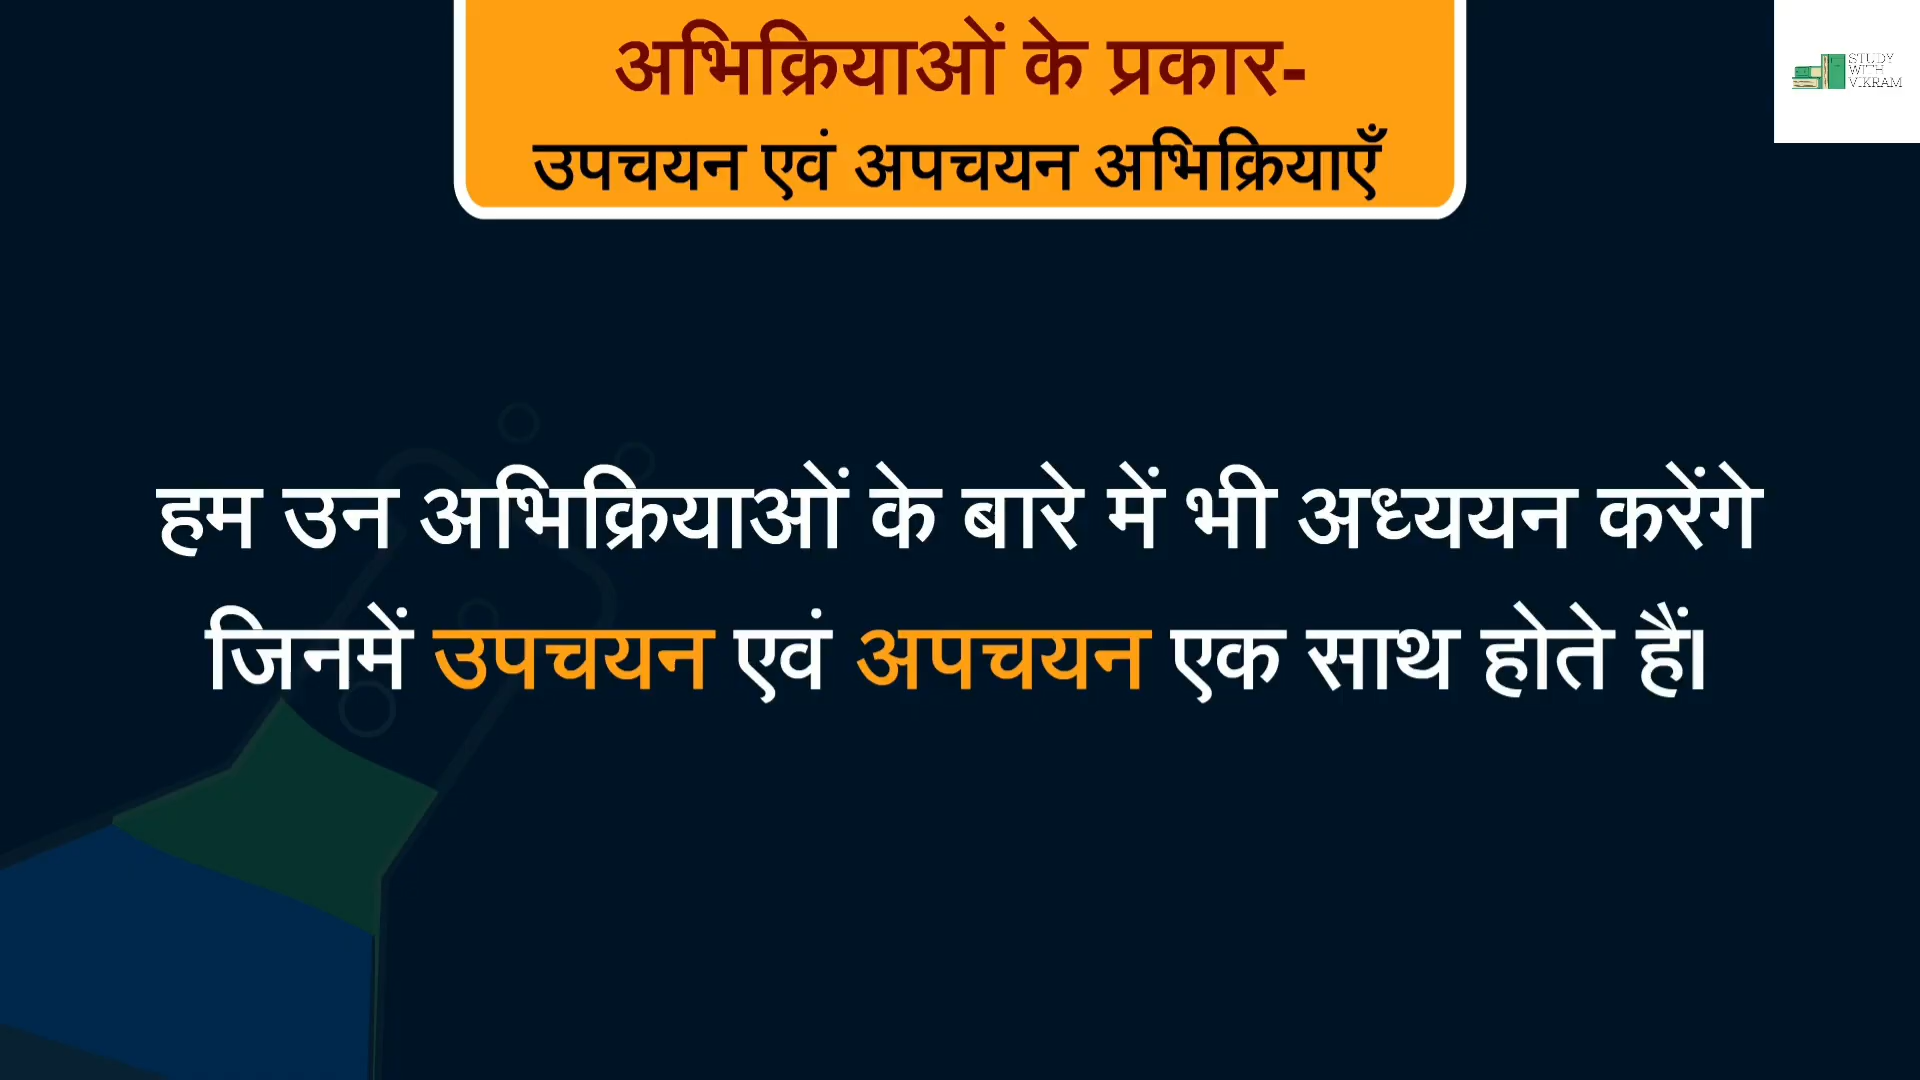 अभिक्रियाओं के प्रकार-
उपचयन एवं अपचयन अभिक्रियाएँ
STUDY
WITH
VIKRAM
हम उन अभिक्रियाओं के बारे में भी अध्ययन करेंगे
जिनमें उपचयन एवं अपचयन एक साथ होते हैं।